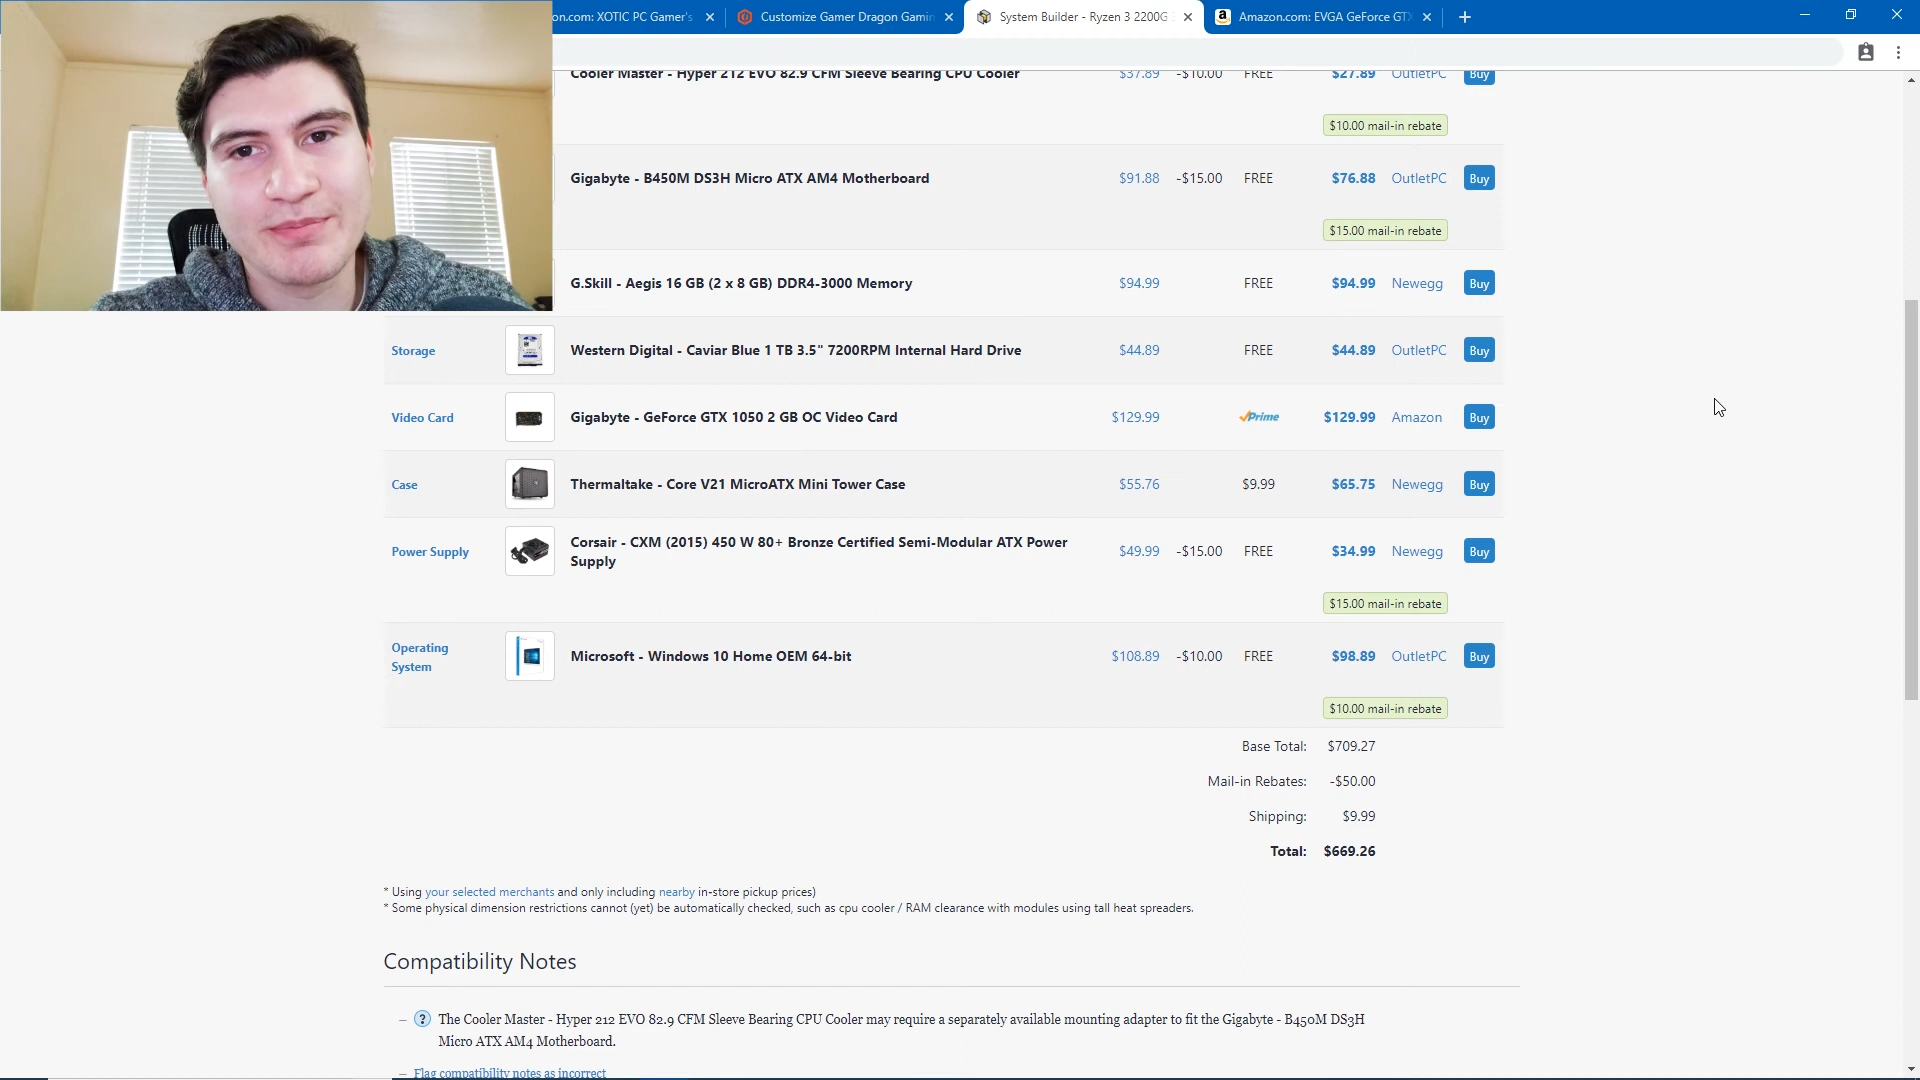 on.com: XOTIC PC Gamer's
Customize Gamer Dragon Gamin
System Builder - Ryzen 3 2200G
Amazon.com: EVGA GeForce GTX
Cooler Master - Hyper 212 EVO 82.9 CFM Sleeve Bearing CPU Cooler $37.89 -$10.00 FREE $27.89 OutletPC Buy
$10.00 mail-in rebate
Gigabyte - B450M DS3H Micro ATX AM4 Motherboard $91.88 -$15.00 FREE $76.88 OutletPC Buy
$15.00 mail-in rebate
G.Skill - Aegis 16 GB (2 x 8 GB) DDR4-3000 Memory $94.99 FREE $94.99 Newegg Buy
Storage Western Digital - Caviar Blue 1 TB 3.5" 7200RPM Internal Hard Drive $44.89 FREE $44.89 OutletPC Buy
Video Card Gigabyte - GeForce GTX 1050 2 GB OC Video Card $129.99 Prime $129.99 Amazon Buy
Case Thermaltake - Core V21 MicroATX Mini Tower Case $55.76 $9.99 $65.75 Newegg Buy
Power Supply Corsair - CXM (2015) 450 W 80+ Bronze Certified Semi-Modular ATX Power $49.99 -$15.00 FREE $34.99 Newegg Buy
Supply
$15.00 mail-in rebate
Operating
System Microsoft - Windows 10 Home OEM 64-bit $108.89 -$10.00 FREE $98.89 OutletPC Buy
$10.00 mail-in rebate
Base Total: $709.27
Mail-in Rebates: -$50.00
Shipping: $9.99
Total: $669.26
* Using your selected merchants and only including nearby in-store pickup prices)
* Some physical dimension restrictions cannot (yet) be automatically checked, such as cpu cooler / RAM clearance with modules using tall heat spreaders.
Compatibility Notes
– ? The Cooler Master - Hyper 212 EVO 82.9 CFM Sleeve Bearing CPU Cooler may require a separately available mounting adapter to fit the Gigabyte - B450M DS3H
Micro ATX AM4 Motherboard.
– Flag compatibility notes as incorrect